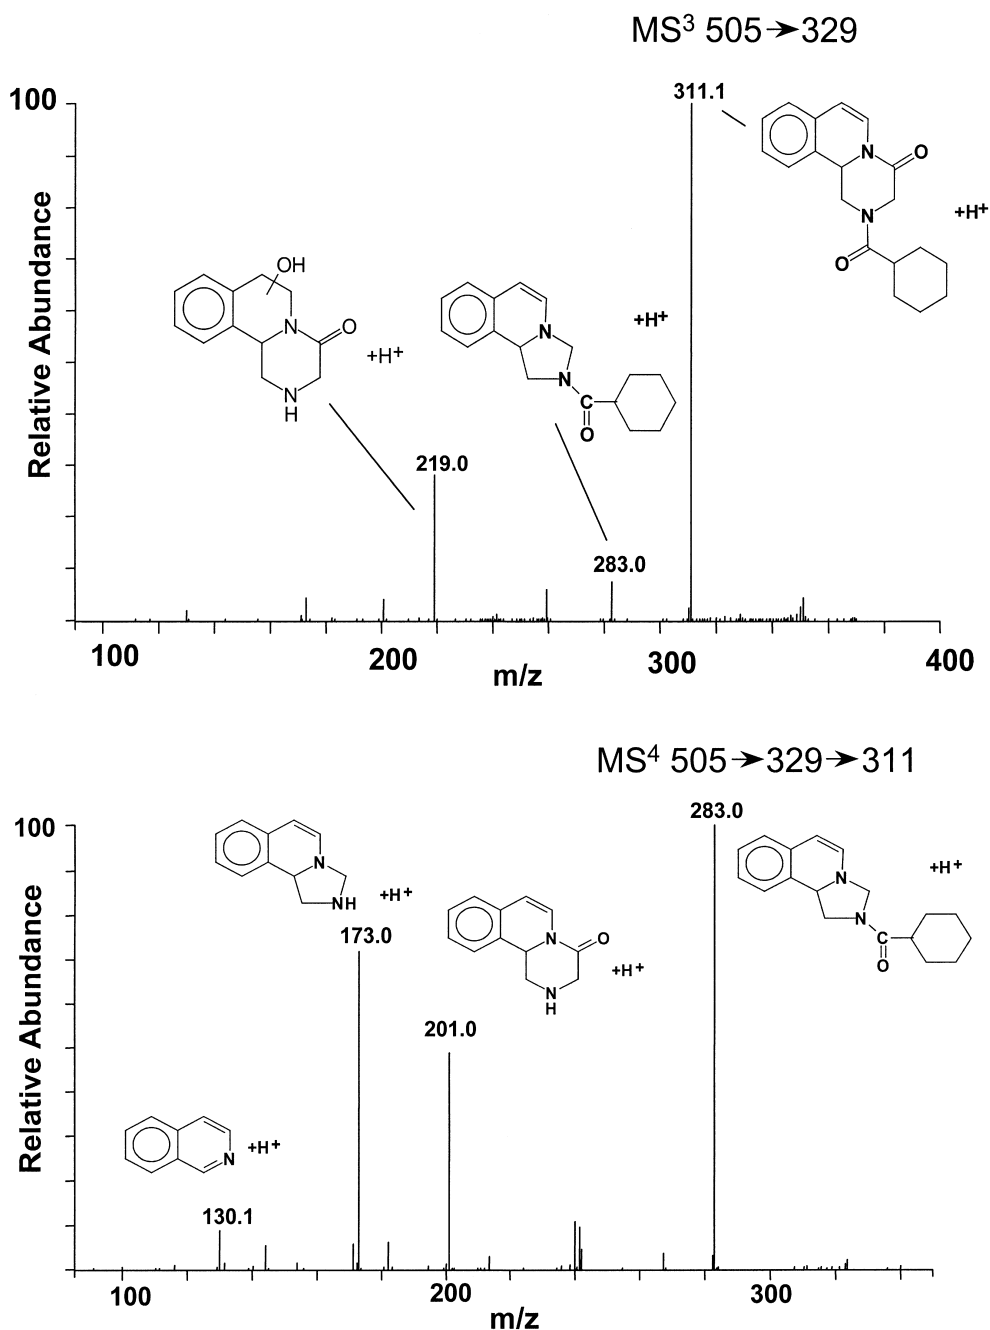 MS³ 505→329
100
311.1
N
O
+H+
N
O
OH
N
O
+H+
N
H
+H+
N
N
C
O
219.0
283.0
Relative Abundance
100
200
300
400
m/z
MS⁴ 505→329→311
100
283.0
N
NH
+H+
173.0
N
O
+H+
N
H
201.0
+H+
N
N
C
O
N
+H+
130.1
Relative Abundance
100
200
300
m/z